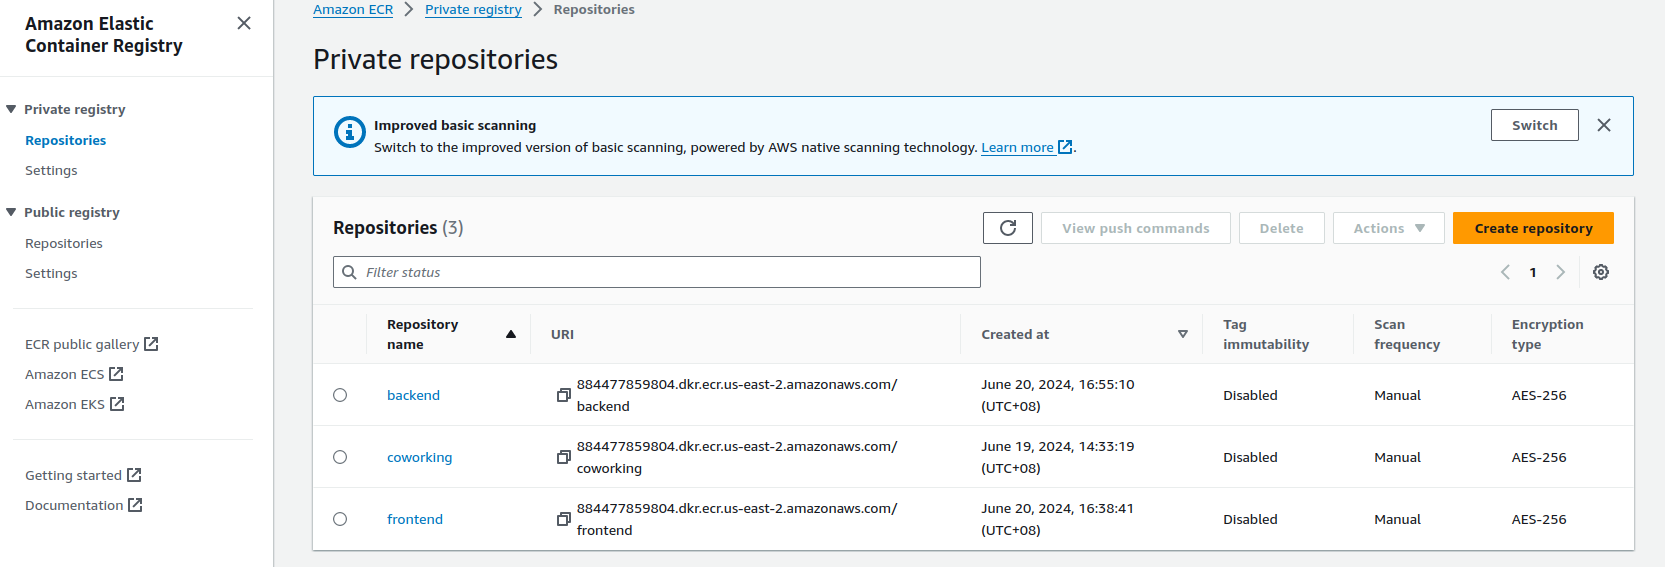 Amazon Elastic
Container Registry
Private registry
Repositories
Settings
Public registry
Repositories
Settings
ECR public gallery
Amazon ECS
Amazon EKS
Getting started
Documentation
Amazon ECR > Private registry > Repositories
Private repositories
Improved basic scanning
Switch to the improved version of basic scanning, powered by AWS native scanning technology. Learn more.
Switch
Repositories (3)
View push commands
Delete
Actions
Create repository
Filter status
1
Repository name
URI
Created at
Tag immutability
Scan frequency
Encryption type
backend
884477859804.dkr.ecr.us-east-2.amazonaws.com/
backend
June 20, 2024, 16:55:10
(UTC+08)
Disabled
Manual
AES-256
coworking
884477859804.dkr.ecr.us-east-2.amazonaws.com/
coworking
June 19, 2024, 14:33:19
(UTC+08)
Disabled
Manual
AES-256
frontend
884477859804.dkr.ecr.us-east-2.amazonaws.com/
frontend
June 20, 2024, 16:38:41
(UTC+08)
Disabled
Manual
AES-256